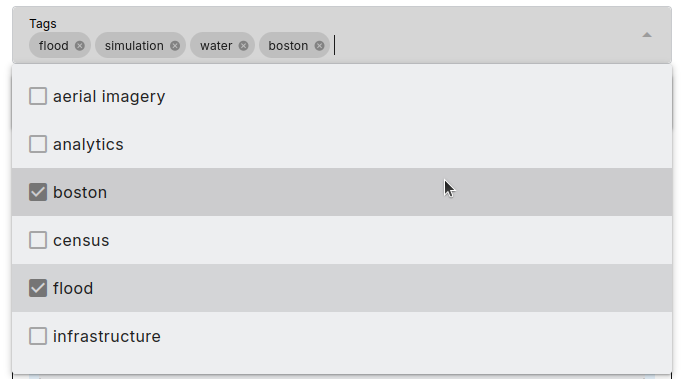 Tags
flood simulation water boston
aerial imagery
analytics
boston
census
flood
infrastructure